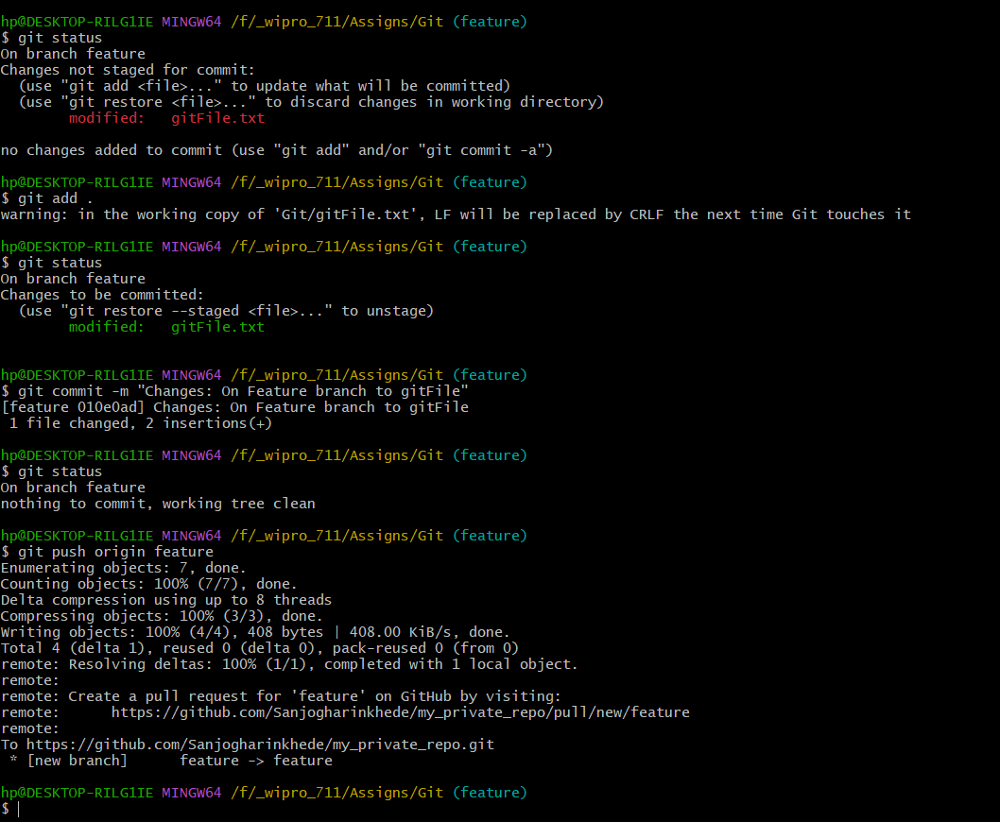 hp@DESKTOP-RILG1IE MINGW64 /f/_wipro_711/Assigns/Git (feature)
$ git status
On branch feature
Changes not staged for commit:
  (use "git add <file>..." to update what will be committed)
  (use "git restore <file>..." to discard changes in working directory)
        modified:   gitFile.txt

no changes added to commit (use "git add" and/or "git commit -a")

hp@DESKTOP-RILG1IE MINGW64 /f/_wipro_711/Assigns/Git (feature)
$ git add .
warning: in the working copy of 'Git/gitFile.txt', LF will be replaced by CRLF the next time Git touches it

hp@DESKTOP-RILG1IE MINGW64 /f/_wipro_711/Assigns/Git (feature)
$ git status
On branch feature
Changes to be committed:
  (use "git restore --staged <file>..." to unstage)
        modified:   gitFile.txt


hp@DESKTOP-RILG1IE MINGW64 /f/_wipro_711/Assigns/Git (feature)
$ git commit -m "Changes: On Feature branch to gitFile"
[feature 010e0ad] Changes: On Feature branch to gitFile
 1 file changed, 2 insertions(+)

hp@DESKTOP-RILG1IE MINGW64 /f/_wipro_711/Assigns/Git (feature)
$ git status
On branch feature
nothing to commit, working tree clean

hp@DESKTOP-RILG1IE MINGW64 /f/_wipro_711/Assigns/Git (feature)
$ git push origin feature
Enumerating objects: 7, done.
Counting objects: 100% (7/7), done.
Delta compression using up to 8 threads
Compressing objects: 100% (3/3), done.
Writing objects: 100% (4/4), 408 bytes | 408.00 KiB/s, done.
Total 4 (delta 1), reused 0 (delta 0), pack-reused 0 (from 0)
remote: Resolving deltas: 100% (1/1), completed with 1 local object.
remote:
remote: Create a pull request for 'feature' on GitHub by visiting:
remote:      https://github.com/Sanjogharinkhede/my_private_repo/pull/new/feature
remote:
To https://github.com/Sanjogharinkhede/my_private_repo.git
 * [new branch]      feature -> feature

hp@DESKTOP-RILG1IE MINGW64 /f/_wipro_711/Assigns/Git (feature)
$